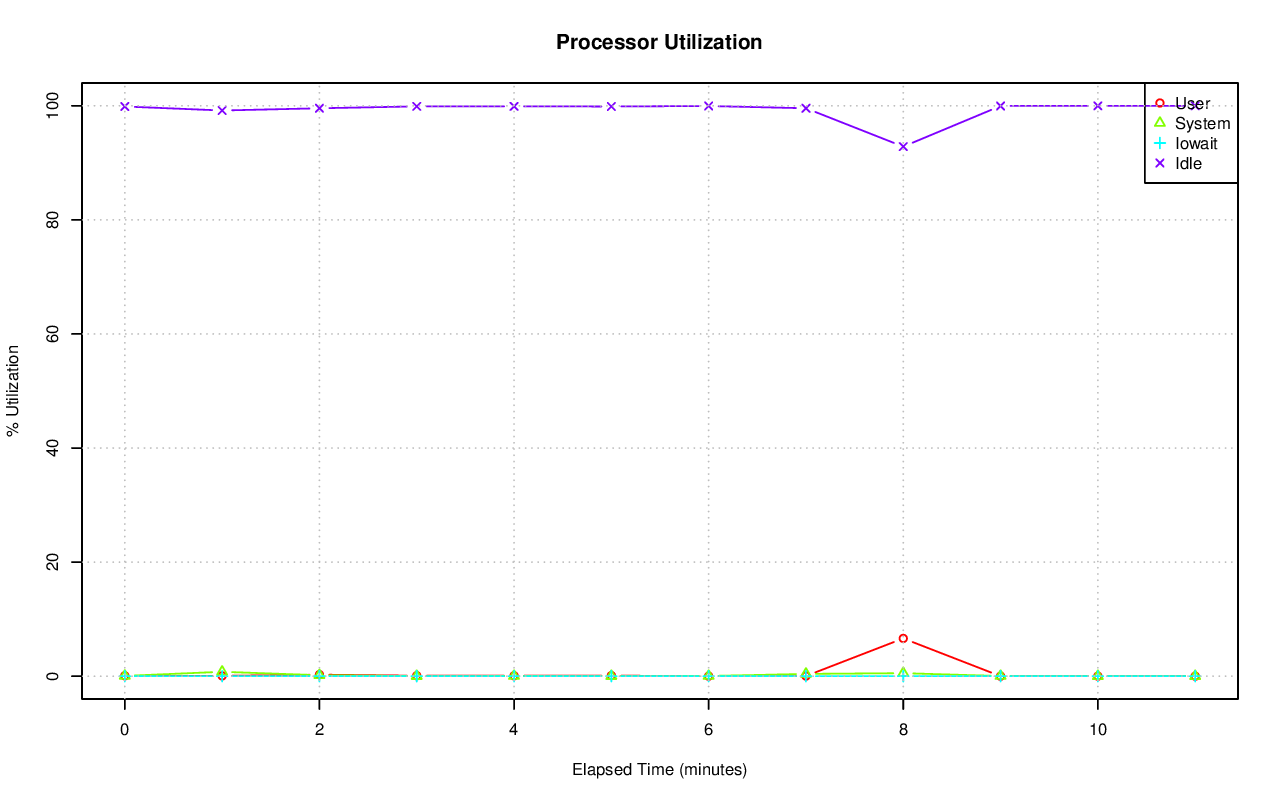 Processor Utilization
100
80
60
40
20
0
% Utilization
User
System
Iowait
Idle
0 2 4 6 8 10
Elapsed Time (minutes)